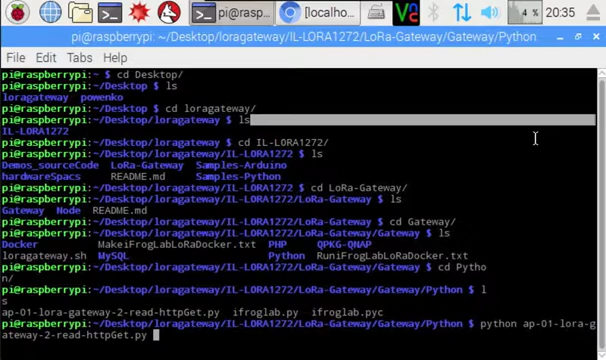 pi@rasp...
[localho...
4 %
20:35
pi@raspberrypi: ~/Desktop/loragateway/IL-LORA1272/LoRa-Gateway/Gateway/Python
File Edit Tabs Help
pi@raspberrypi:~ $ cd Desktop/
pi@raspberrypi:~/Desktop $ ls
loragateway powenko
pi@raspberrypi:~/Desktop $ cd loragateway/
pi@raspberrypi:~/Desktop/loragateway $ ls
IL-LORA1272
pi@raspberrypi:~/Desktop/loragateway $ cd IL-LORA1272/
pi@raspberrypi:~/Desktop/loragateway/IL-LORA1272 $ ls
Demos_sourceCode LoRa-Gateway Samples-Arduino
hardwareSpacs README.md Samples-Python
pi@raspberrypi:~/Desktop/loragateway/IL-LORA1272 $ cd LoRa-Gateway/
pi@raspberrypi:~/Desktop/loragateway/IL-LORA1272/LoRa-Gateway $ ls
Gateway Node README.md
pi@raspberrypi:~/Desktop/loragateway/IL-LORA1272/LoRa-Gateway $ cd Gateway/
pi@raspberrypi:~/Desktop/loragateway/IL-LORA1272/LoRa-Gateway/Gateway $ ls
Docker MakeiFrogLabLoRaDocker.txt PHP QPKG-QNAP
loragateway.sh MySQL Python RuniFrogLabLoRaDocker.txt
pi@raspberrypi:~/Desktop/loragateway/IL-LORA1272/LoRa-Gateway/Gateway $ cd Pytho
n/
pi@raspberrypi:~/Desktop/loragateway/IL-LORA1272/LoRa-Gateway/Gateway/Python $ l
s
ap-01-lora-gateway-2-read-httpGet.py ifroglab.py ifroglab.pyc
pi@raspberrypi:~/Desktop/loragateway/IL-LORA1272/LoRa-Gateway/Gateway/Python $ python ap-01-lora-g
ateway-2-read-httpGet.py